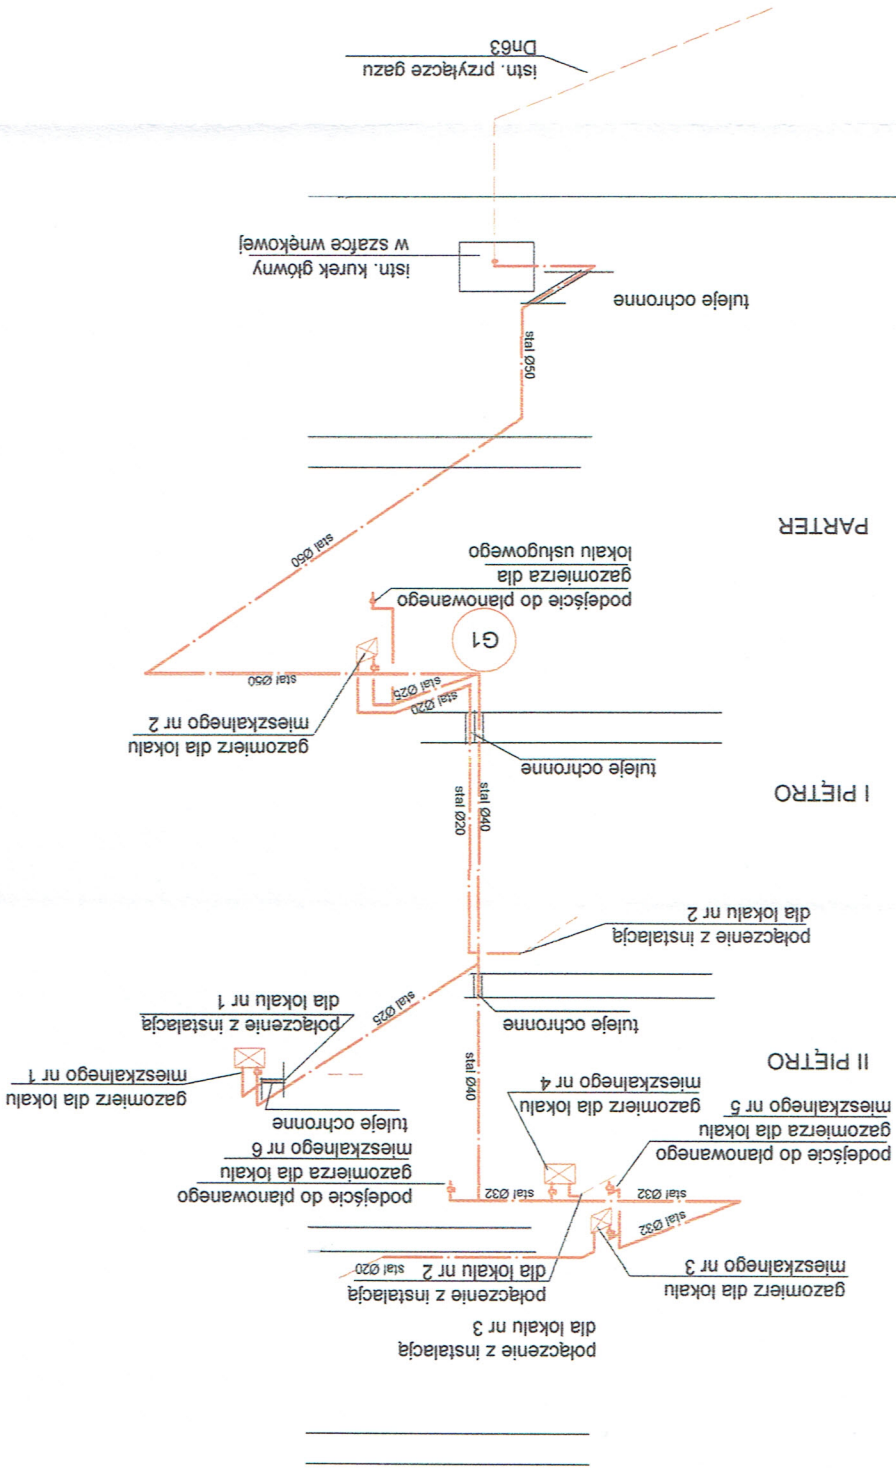 połączenie z instalacją
dla lokalu nr 3
gazomierz dla lokalu
mieszkalnego nr 3
połączenie z instalacją
dla lokalu nr 2
stal Ø20
stal Ø32
stal Ø32
stal Ø32
podejście do planowanego
gazomierza dla lokalu
mieszkalnego nr 5
podejście do planowanego
gazomierza dla lokalu
mieszkalnego nr 6
gazomierz dla lokalu
mieszkalnego nr 4
tuleje ochronne
gazomierz dla lokalu
mieszkalnego nr 1
II PIĘTRO
stal Ø40
tuleje ochronne
połączenie z instalacją
dla lokalu nr 1
stal Ø25
połączenie z instalacją
dla lokalu nr 2
I PIĘTRO
stal Ø40
stal Ø20
tuleje ochronne
gazomierz dla lokalu
mieszkalnego nr 2
stal Ø20
stal Ø25
stal Ø50
G1
podejście do planowanego
gazomierza dla
lokalu usługowego
stal Ø50
PARTER
stal Ø50
tuleje ochronne
istn. kurek główny
w szafce wnękowej
istn. przyłącze gazu
Dn63